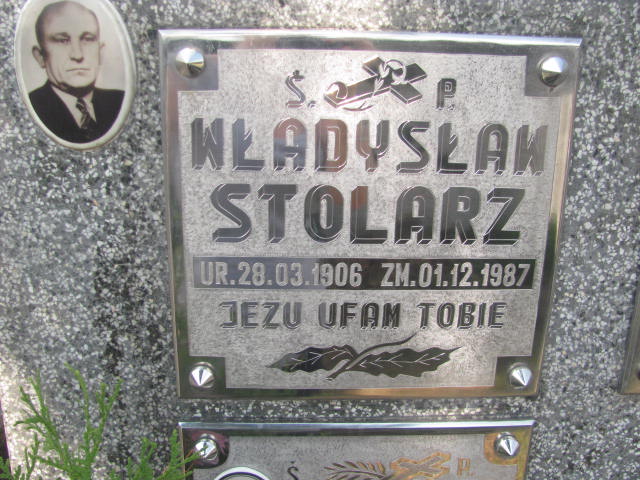 Ś. P.
WŁADYSŁAW
STOLARZ
UR.28.03.1906 ZM.01.12.1987
JEZU UFAM TOBIE
Ś P.